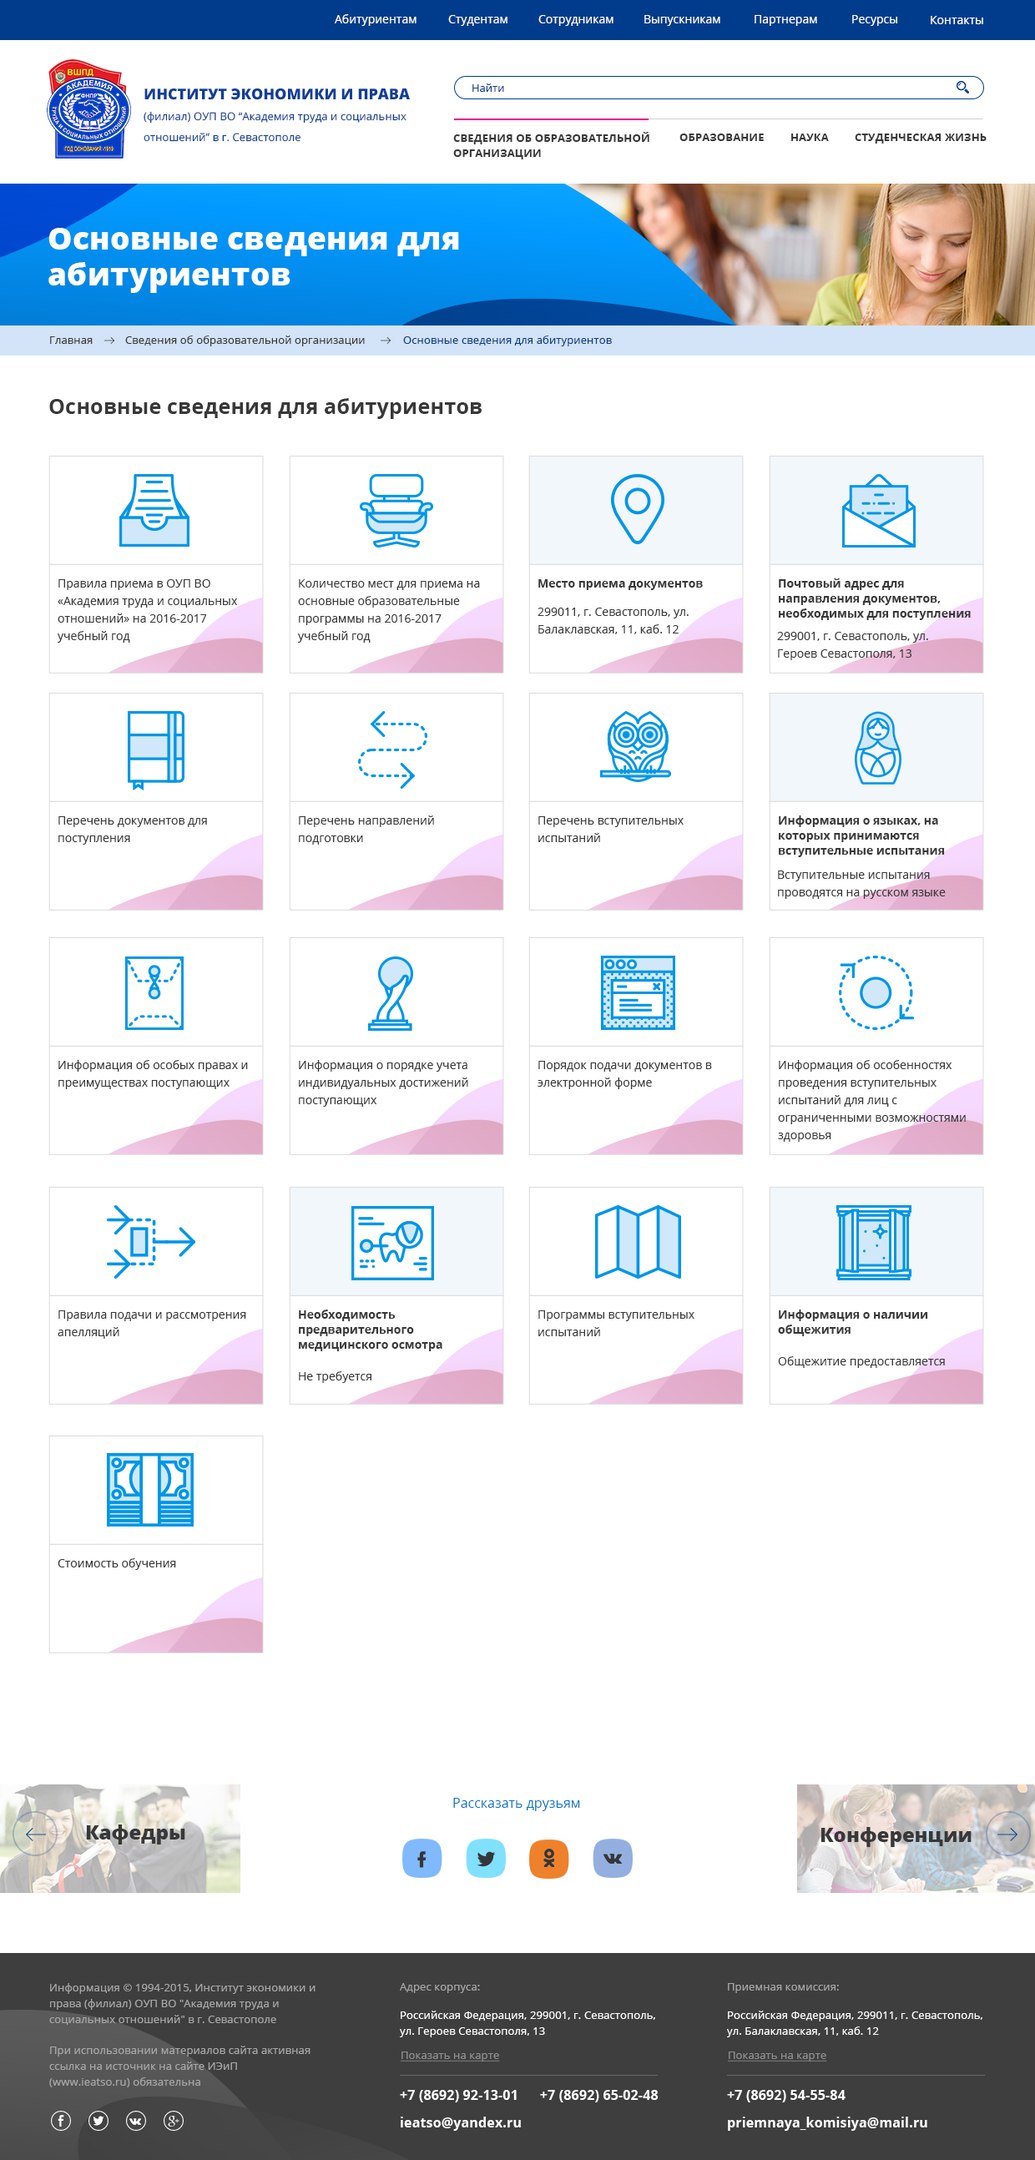 Абитуриентам Студентам Сотрудникам Выпускникам Партнерам Ресурсы Контакты
ВШПД
АКАДЕМИЯ
ФНПР
ТРУДА И СОЦИАЛЬНЫХ ОТНОШЕНИЙ
ГОД ОСНОВАНИЯ -1919
ИНСТИТУТ ЭКОНОМИКИ И ПРАВА
(филиал) ОУП ВО “Академия труда и социальных
отношений” в г. Севастополе
Найти
СВЕДЕНИЯ ОБ ОБРАЗОВАТЕЛЬНОЙ
ОРГАНИЗАЦИИ
ОБРАЗОВАНИЕ
НАУКА
СТУДЕНЧЕСКАЯ ЖИЗНЬ
Основные сведения для
абитуриентов
Главная → Сведения об образовательной организации → Основные сведения для абитуриентов
Основные сведения для абитуриентов
Правила приема в ОУП ВО
«Академия труда и социальных
отношений» на 2016-2017
учебный год
Количество мест для приема на
основные образовательные
программы на 2016-2017
учебный год
Место приема документов
299011, г. Севастополь, ул.
Балаклавская, 11, каб. 12
Почтовый адрес для
направления документов,
необходимых для поступления
299001, г. Севастополь, ул.
Героев Севастополя, 13
Перечень документов для
поступления
Перечень направлений
подготовки
Перечень вступительных
испытаний
Информация о языках, на
которых принимаются
вступительные испытания
Вступительные испытания
проводятся на русском языке
Информация об особых правах и
преимуществах поступающих
Информация о порядке учета
индивидуальных достижений
поступающих
Порядок подачи документов в
электронной форме
Информация об особенностях
проведения вступительных
испытаний для лиц с
ограниченными возможностями
здоровья
Правила подачи и рассмотрения
апелляций
Необходимость
предварительного
медицинского осмотра
Не требуется
Программы вступительных
испытаний
Информация о наличии
общежития
Общежитие предоставляется
Стоимость обучения
Кафедры
Рассказать друзьям
Конференции
Информация © 1994-2015, Институт экономики и
права (филиал) ОУП ВО "Академия труда и
социальных отношений" в г. Севастополе
При использовании материалов сайта активная
ссылка на источник на сайте ИЭиП
(www.ieatso.ru) обязательна
Адрес корпуса:
Российская Федерация, 299001, г. Севастополь,
ул. Героев Севастополя, 13
Показать на карте
+7 (8692) 92-13-01 +7 (8692) 65-02-48
ieatso@yandex.ru
Приемная комиссия:
Российская Федерация, 299011, г. Севастополь,
ул. Балаклавская, 11, каб. 12
Показать на карте
+7 (8692) 54-55-84
priemnaya_komisiya@mail.ru